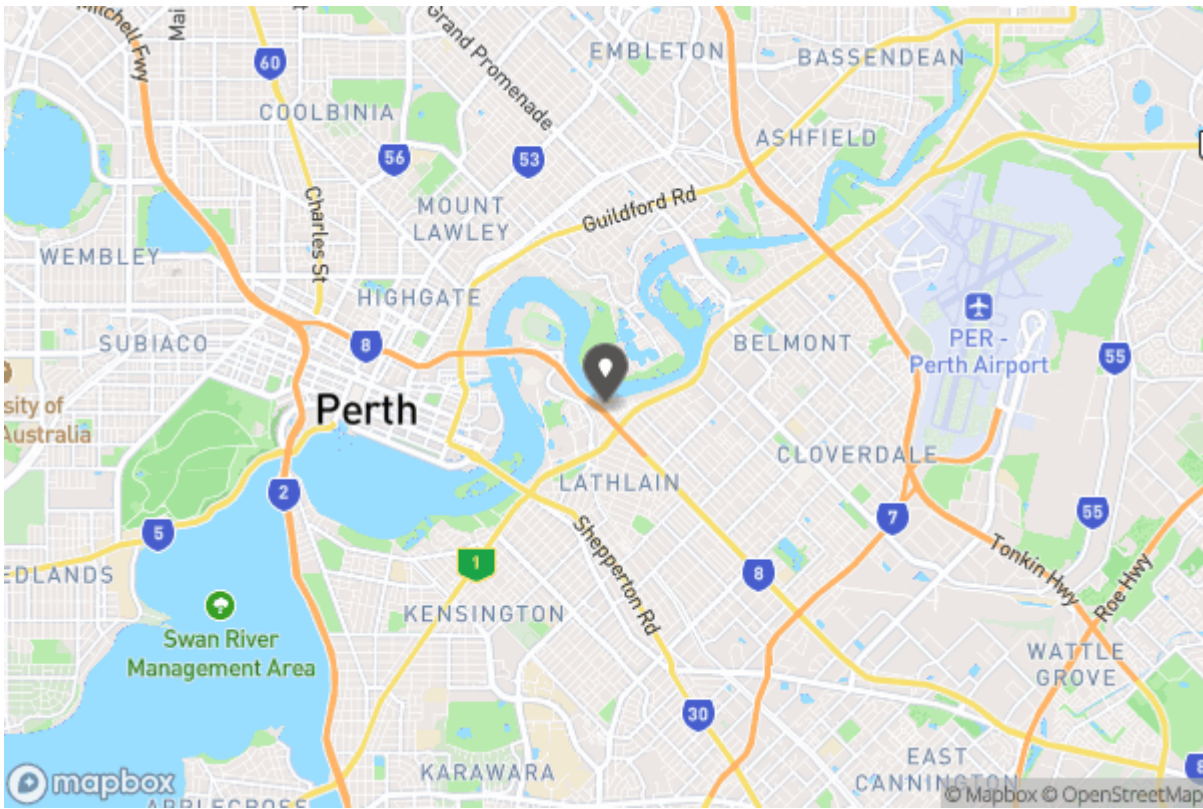 Mitchell Fwy
Mai
Grand Promenade
EMBLETON
BASSENDEAN
60
COOLBINIA
ASHFIELD
56
53
Charles St
MOUNT
LAWLEY
Guildford Rd
WEMBLEY
HIGHGATE
8
SUBIACO
BELMONT
PER -
Perth Airport
55
sity of
Australia
Perth
CLOVERDALE
LATHLAIN
2
5
7
55
Shepperton Rd
1
8
Tonkin Hwy
Roe Hwy
EDLANDS
KENSINGTON
Swan River
Management Area
WATTLE
GROVE
30
KARAWARA
EAST
CANNINGTON
8
mapbox
APPLECROSS
© Mapbox © OpenStreetMap